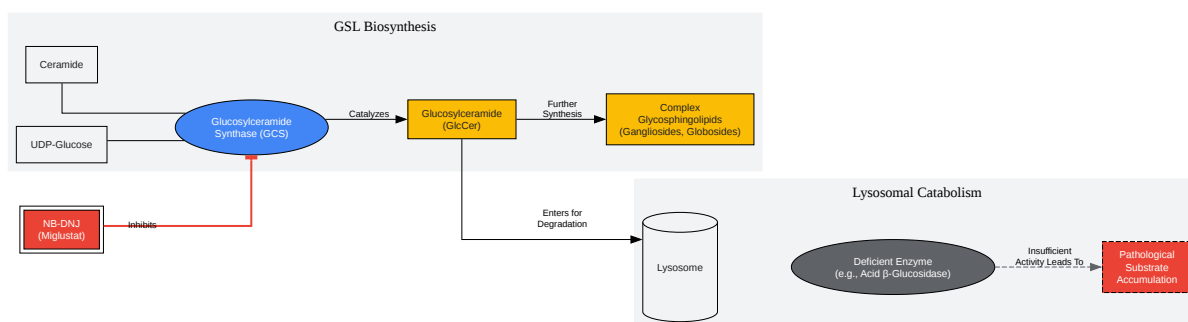 GSL Biosynthesis
Ceramide
UDP-Glucose
Glucosylceramide
Synthase (GCS)
Catalyzes
Glucosylceramide
(GlcCer)
Further
Synthesis
Complex
Glycosphingolipids
(Gangliosides, Globosides)
NB-DNJ
(Miglustat)
Inhibits
Enters for
Degradation
Lysosomal Catabolism
Lysosome
Deficient Enzyme
(e.g., Acid β-Glucosidase)
Insufficient
Activity Leads To
Pathological
Substrate
Accumulation